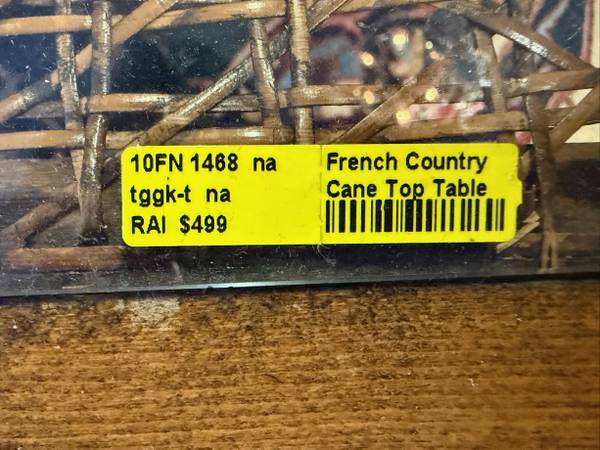 10FN 1468 na
tggk-t na
RAI $499
French Country
Cane Top Table